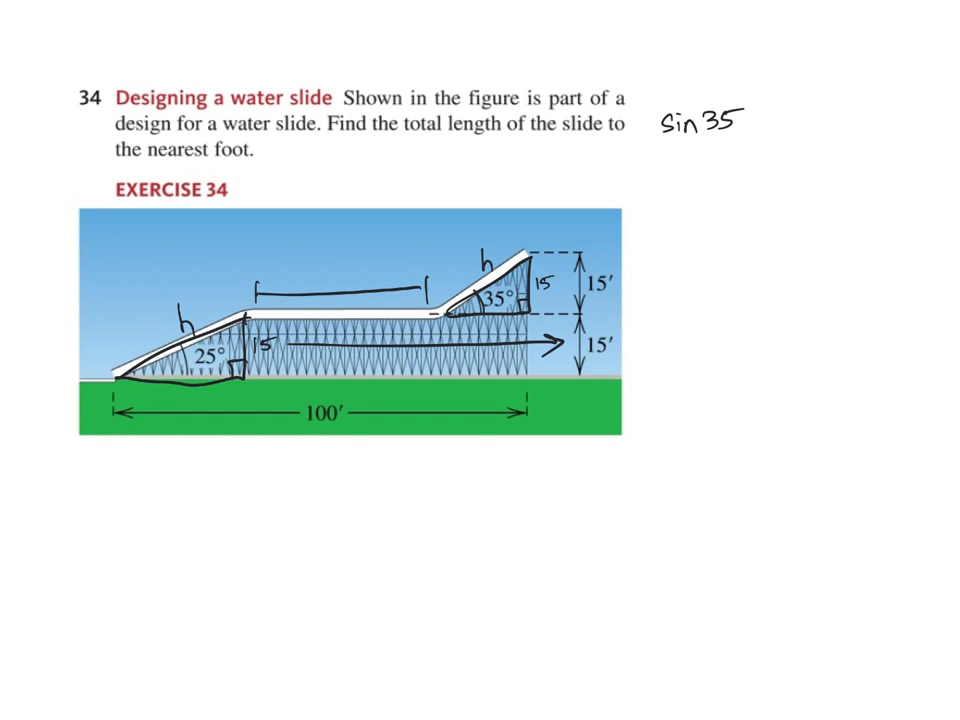 34 Designing a water slide Shown in the figure is part of a
design for a water slide. Find the total length of the slide to
the nearest foot.
sin 35
EXERCISE 34
h
15
35°
15'
h
25°
15
15'
100'